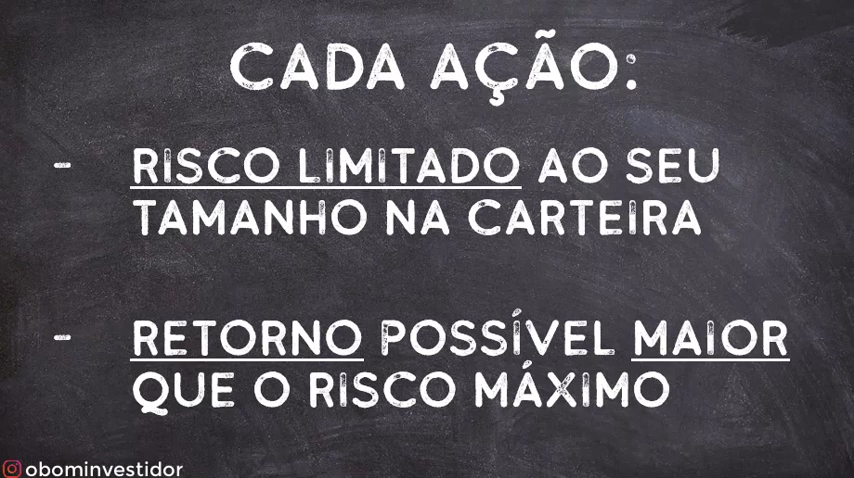 CADA AÇÃO:
- RISCO LIMITADO AO SEU
TAMANHO NA CARTEIRA
- RETORNO POSSÍVEL MAIOR
QUE O RISCO MÁXIMO
obominvestidor